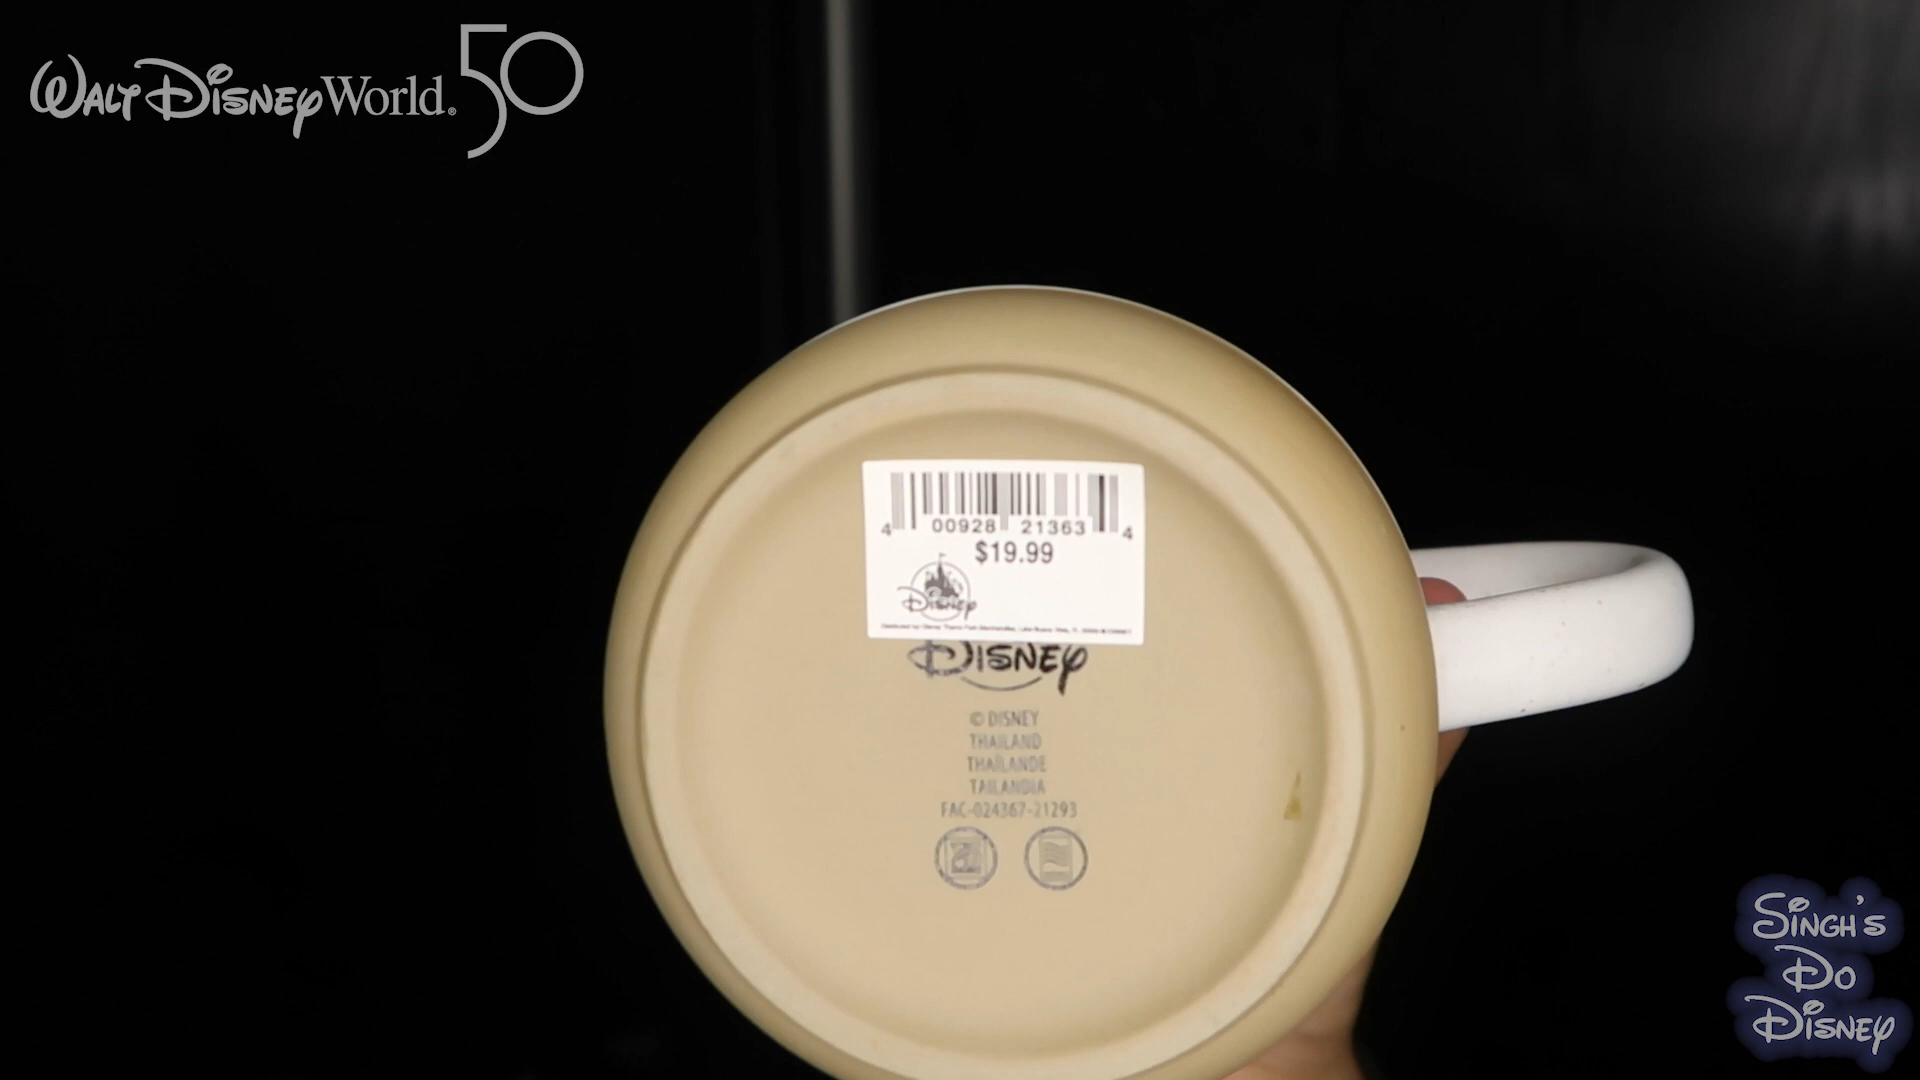 Walt Disney World. 50
4 00928 21363 4
$19.99
Disney
Disney
© DISNEY
THAILAND
THAÏLANDE
TAILANDIA
FAC-024367-21293
Singh's
Do
Disney